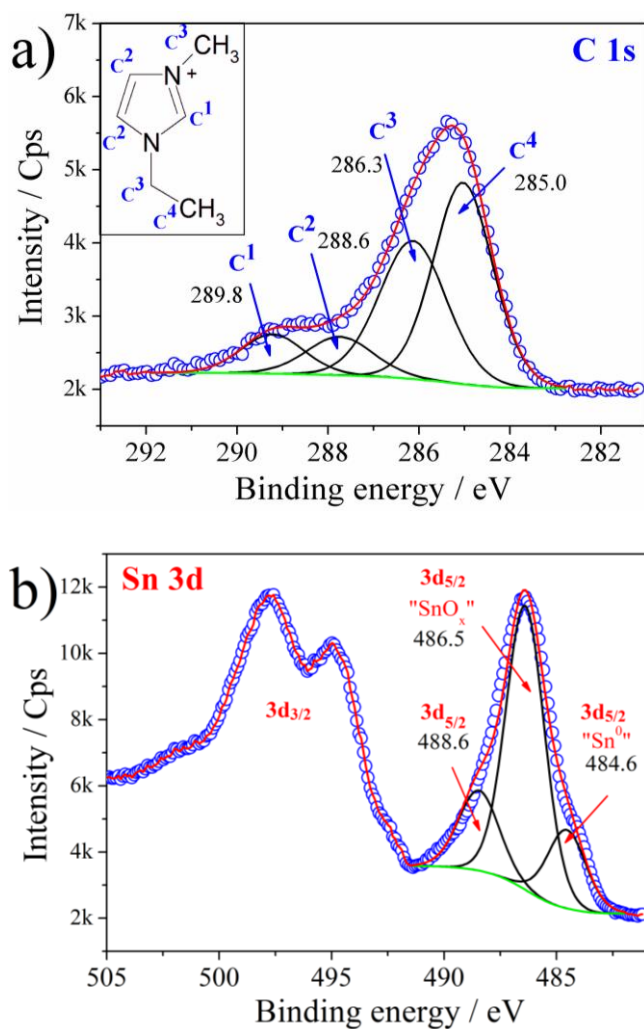 a)
C 1s
C³
CH₃
C²
N
+
C¹
C²
N
C³
C⁴
CH₃
C³
286.3
C⁴
285.0
C²
288.6
C¹
289.8
7k
6k
5k
4k
3k
2k
Intensity / Cps
292 290 288 286 284 282
Binding energy / eV
b)
Sn 3d
3d5/2
"SnOₓ"
486.5
3d3/2
3d5/2
488.6
3d5/2
"Sn⁰"
484.6
12k
10k
8k
6k
4k
2k
Intensity / Cps
505 500 495 490 485
Binding energy / eV